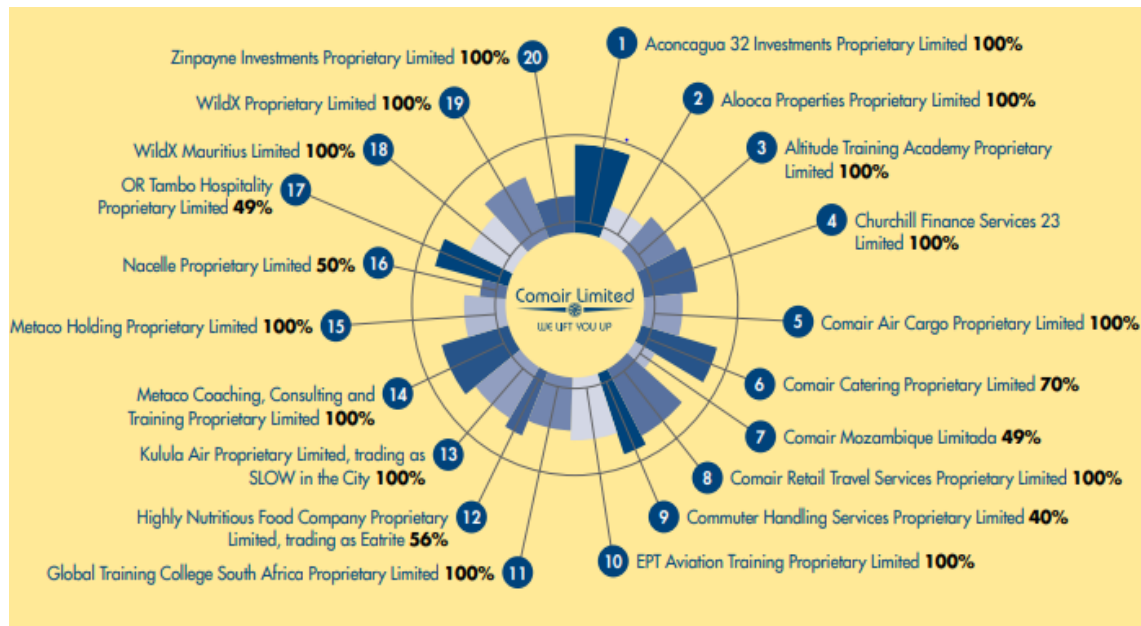 1 Aconcagua 32 Investments Proprietary Limited 100%
2 Alooca Properties Proprietary Limited 100%
3 Altitude Training Academy Proprietary
Limited 100%
4 Churchill Finance Services 23
Limited 100%
5 Comair Air Cargo Proprietary Limited 100%
6 Comair Catering Proprietary Limited 70%
7 Comair Mozambique Limitada 49%
8 Comair Retail Travel Services Proprietary Limited 100%
9 Commuter Handling Services Proprietary Limited 40%
10 EPT Aviation Training Proprietary Limited 100%
Global Training College South Africa Proprietary Limited 100% 11
Highly Nutritious Food Company Proprietary 12
Limited, trading as Eatrite 56%
Kulula Air Proprietary Limited, trading as 13
SLOW in the City 100%
Metaco Coaching, Consulting and 14
Training Proprietary Limited 100%
Metaco Holding Proprietary Limited 100% 15
Nacelle Proprietary Limited 50% 16
OR Tambo Hospitality 17
Proprietary Limited 49%
WildX Mauritius Limited 100% 18
WildX Proprietary Limited 100% 19
Zinpayne Investments Proprietary Limited 100% 20
Comair Limited
WE LIFT YOU UP